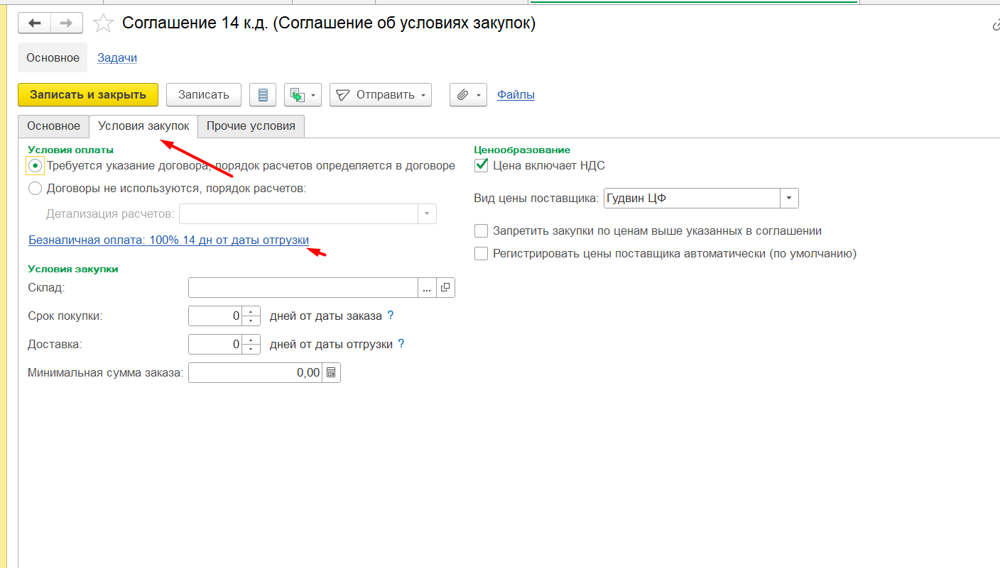 Соглашение 14 к.д. (Соглашение об условиях закупок)
Основное Задачи
Записать и закрыть Записать Отправить Файлы
Основное Условия закупок Прочие условия
Условия оплаты
Требуется указание договора, порядок расчетов определяется в договоре
Договоры не используются, порядок расчетов:
Детализация расчетов:
Безналичная оплата: 100% 14 дн от даты отгрузки
Условия закупки
Склад: ...
Срок покупки: 0 дней от даты заказа ?
Доставка: 0 дней от даты отгрузки ?
Минимальная сумма заказа: 0,00
Ценообразование
Цена включает НДС
Вид цены поставщика: Гудвин ЦФ
Запретить закупки по ценам выше указанных в соглашении
Регистрировать цены поставщика автоматически (по умолчанию)